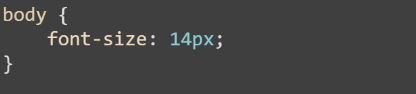 body {
    font-size: 14px;
}